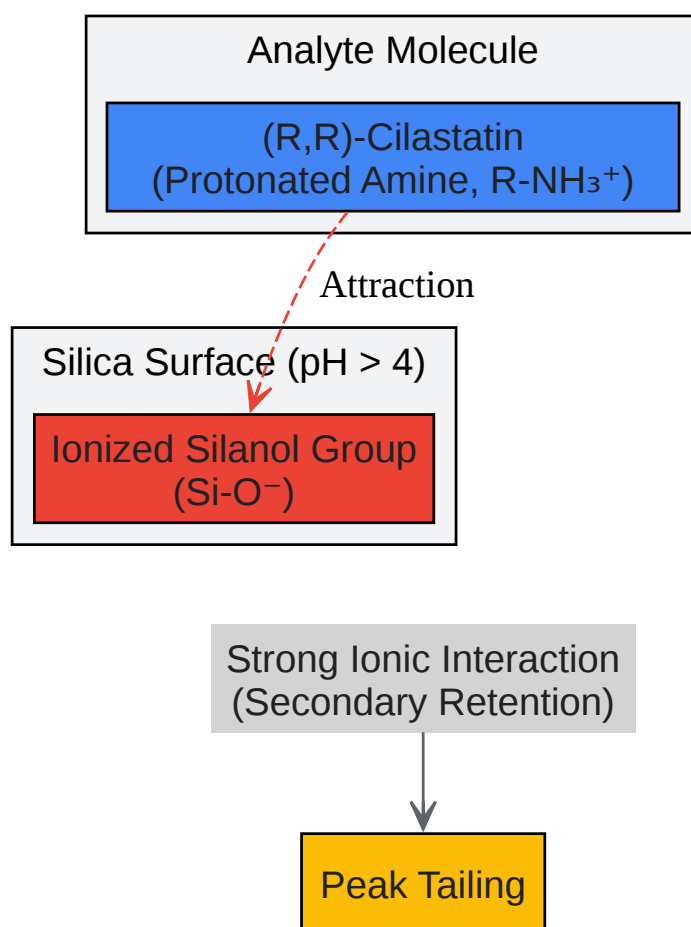 Analyte Molecule
(R,R)-Cilastatin
(Protonated Amine, R-NH₃⁺)
Attraction
Silica Surface (pH > 4)
Ionized Silanol Group
(Si-O⁻)
Strong Ionic Interaction
(Secondary Retention)
Peak Tailing